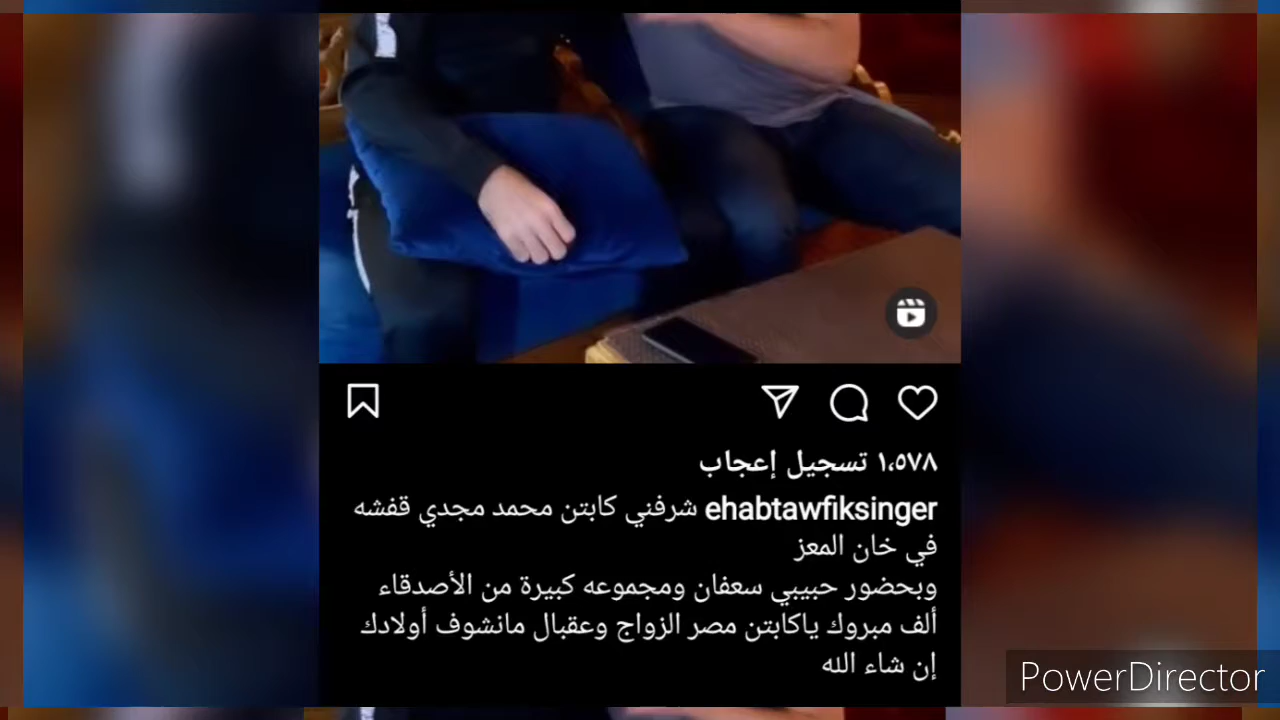 ١،٥٧٨ تسجيل إعجاب
ehabtawfiksinger شرفني كابتن محمد مجدي قفشه
في خان المعز
وبحضور حبيبي سعفان ومجموعه كبيرة من الأصدقاء
ألف مبروك ياكابتن مصر الزواج وعقبال مانشوف أولادك
إن شاء الله
PowerDirector